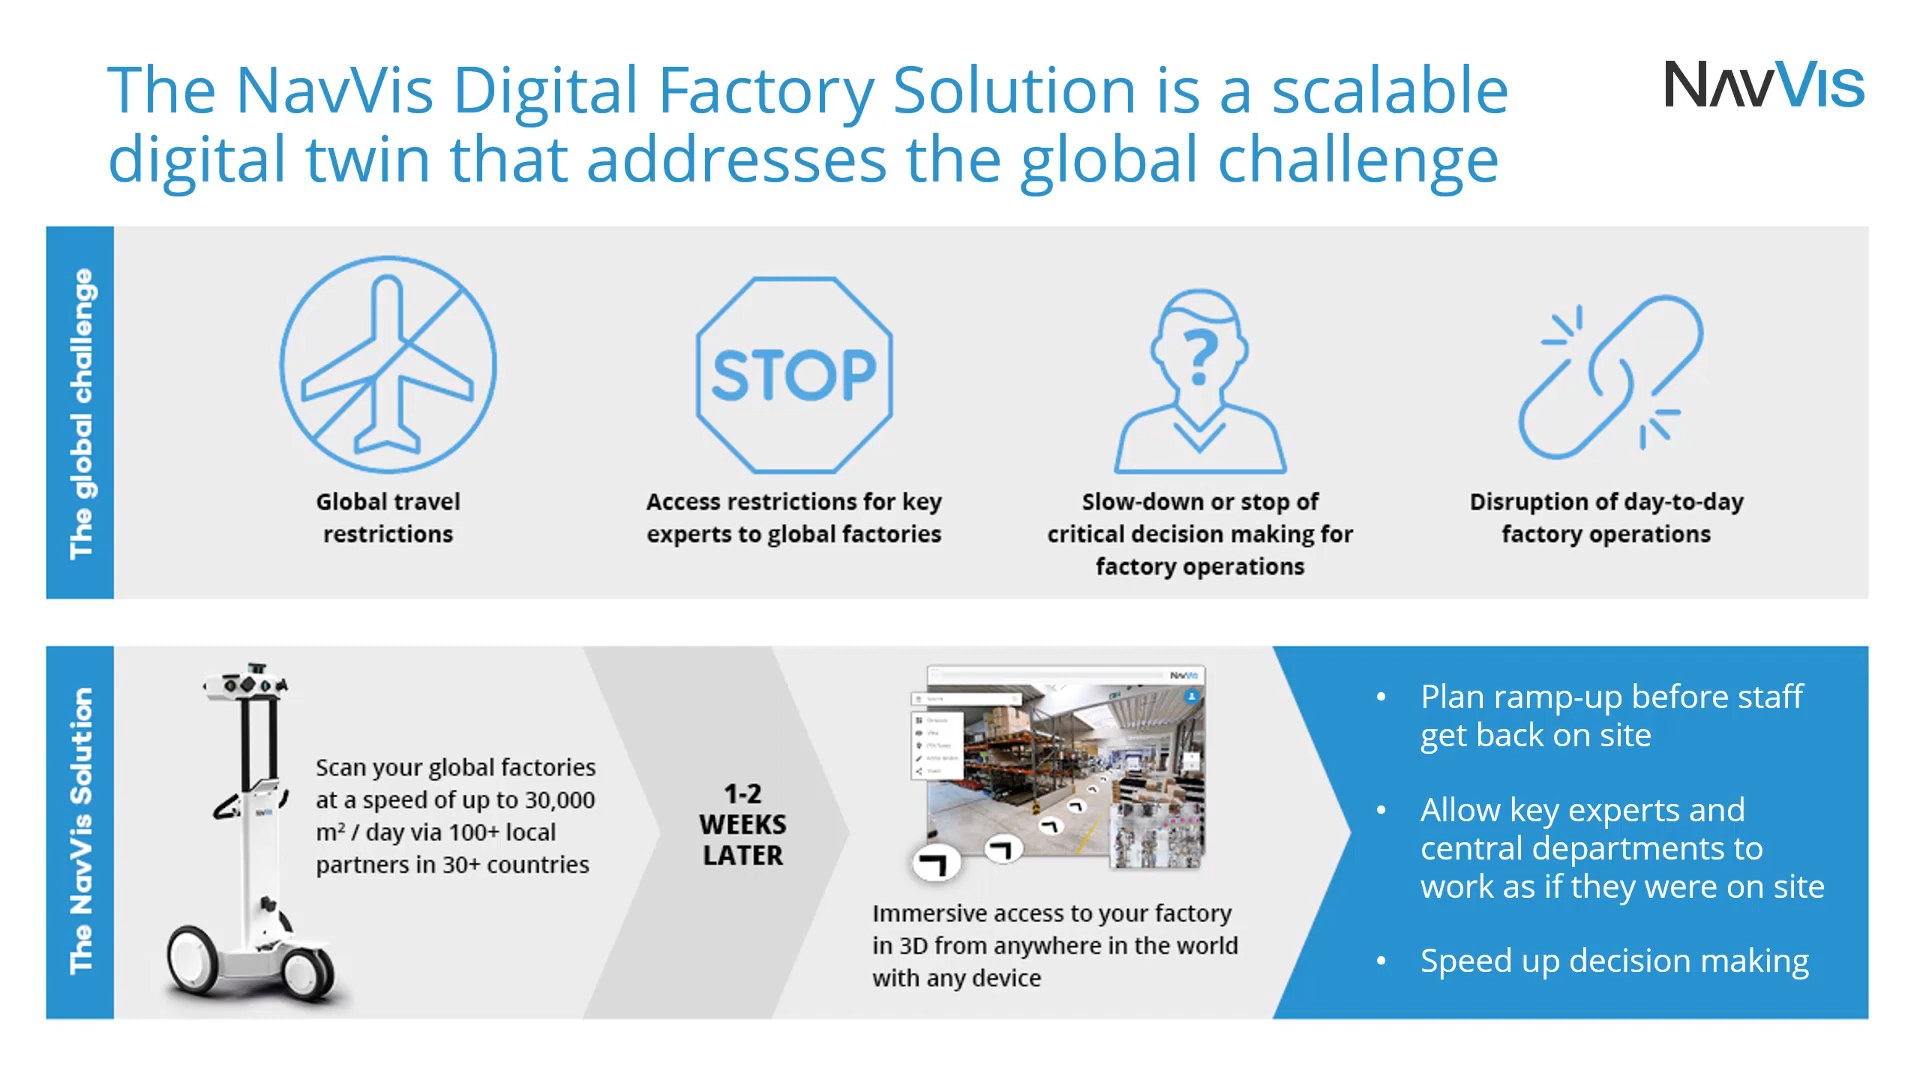 The NavVis Digital Factory Solution is a scalable
digital twin that addresses the global challenge
NavVis
The global challenge
STOP
?
Global travel
restrictions
Access restrictions for key
experts to global factories
Slow-down or stop of
critical decision making for
factory operations
Disruption of day-to-day
factory operations
The NavVis Solution
Scan your global factories
at a speed of up to 30,000
m² / day via 100+ local
partners in 30+ countries
1-2
WEEKS
LATER
NavVis
Immersive access to your factory
in 3D from anywhere in the world
with any device
• Plan ramp-up before staff
get back on site
• Allow key experts and
central departments to
work as if they were on site
• Speed up decision making